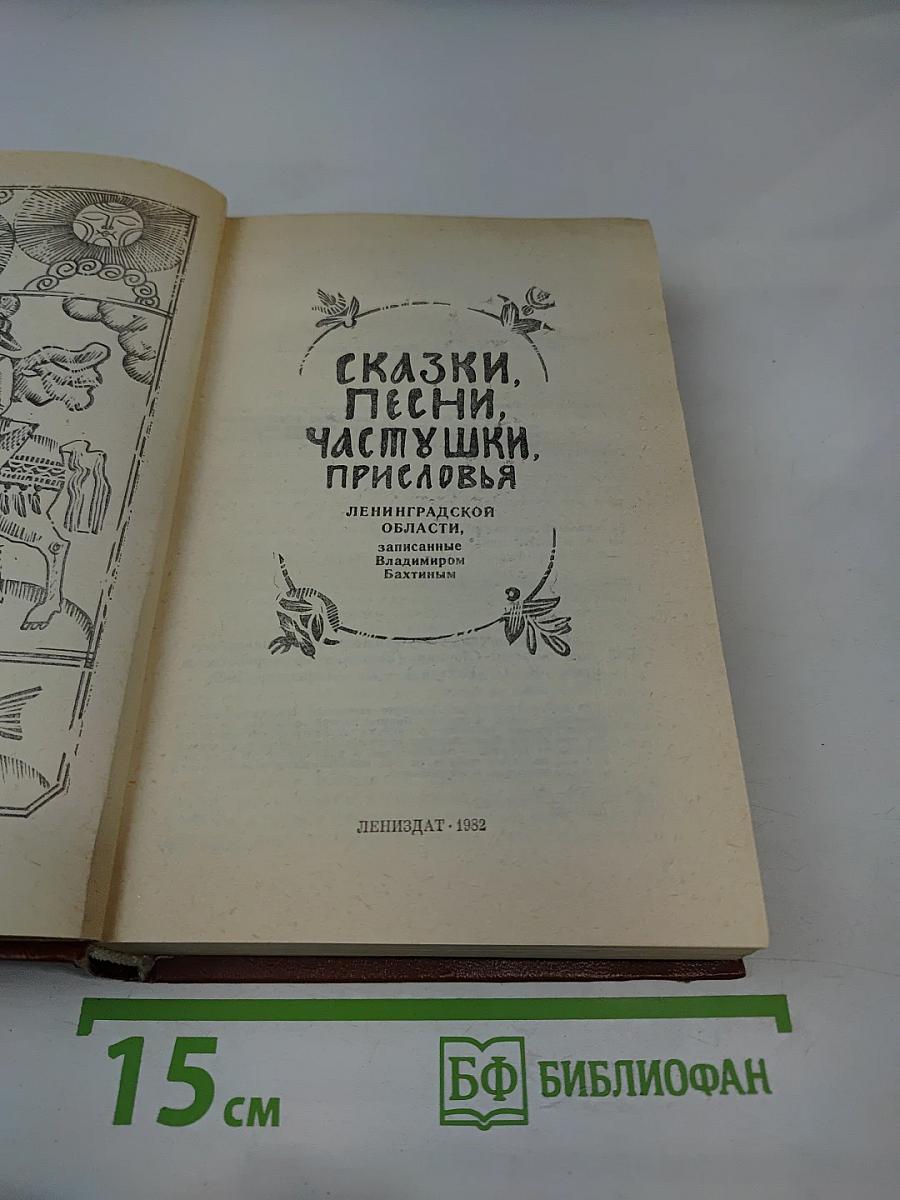 СКАЗКИ,
ПЕСНИ,
ЧАСТУШКИ,
ПРИСЛОВЬЯ
ЛЕНИНГРАДСКОЙ
ОБЛАСТИ,
записанные
Владимиром
Бахтиным
ЛЕНИЗДАТ · 1982
15 см
БФ БИБЛИОФАН